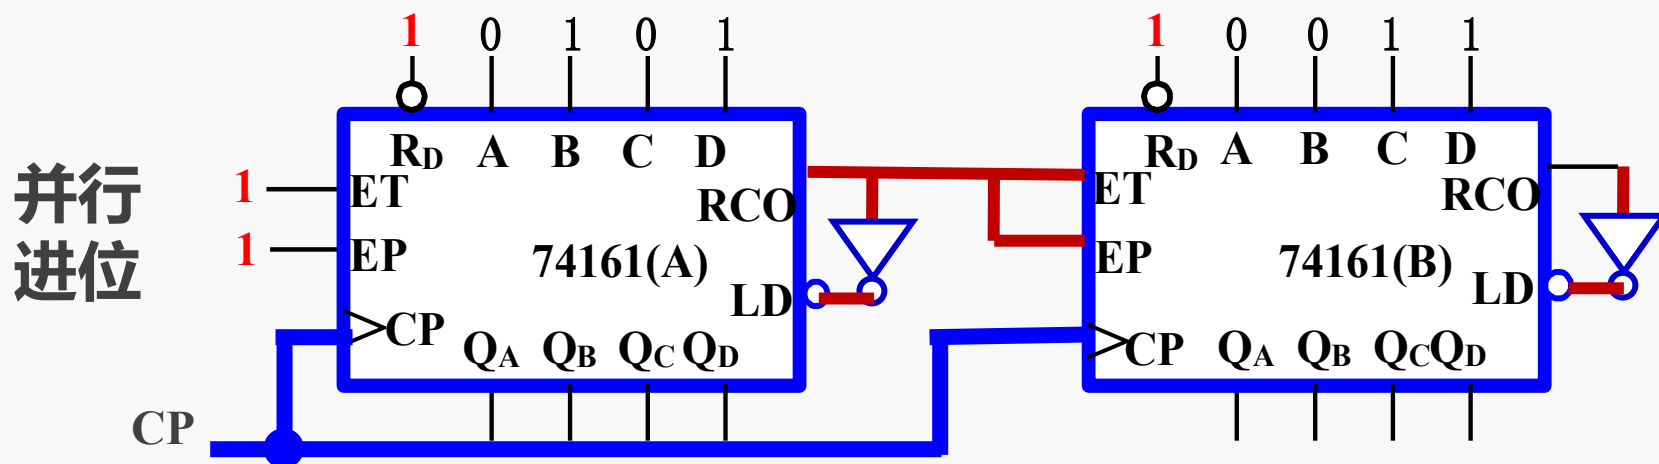 1 0 1 0 1
1 0 0 1 1
并行
进位
1
1
RD A B C D
ET
EP
RCO
74161(A)
LD
CP
QA QB QC QD
RD A B C D
ET
EP
RCO
74161(B)
LD
CP
QA QB QC QD
CP